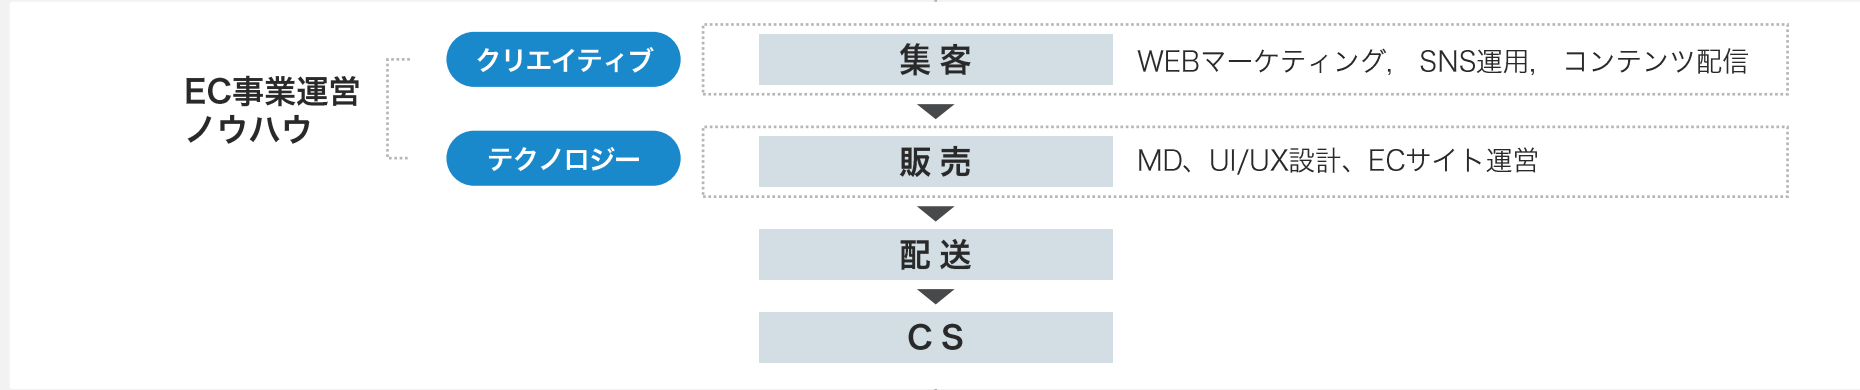 EC事業運営
ノウハウ
クリエイティブ
集客
WEBマーケティング, SNS運用, コンテンツ配信
テクノロジー
販売
MD、UI/UX設計、ECサイト運営
配送
CS